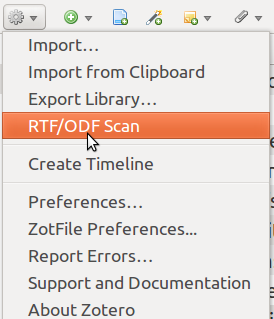 Import…
Import from Clipboard
Export Library…
RTF/ODF Scan
Create Timeline
Preferences…
ZotFile Preferences...
Report Errors…
Support and Documentation
About Zotero